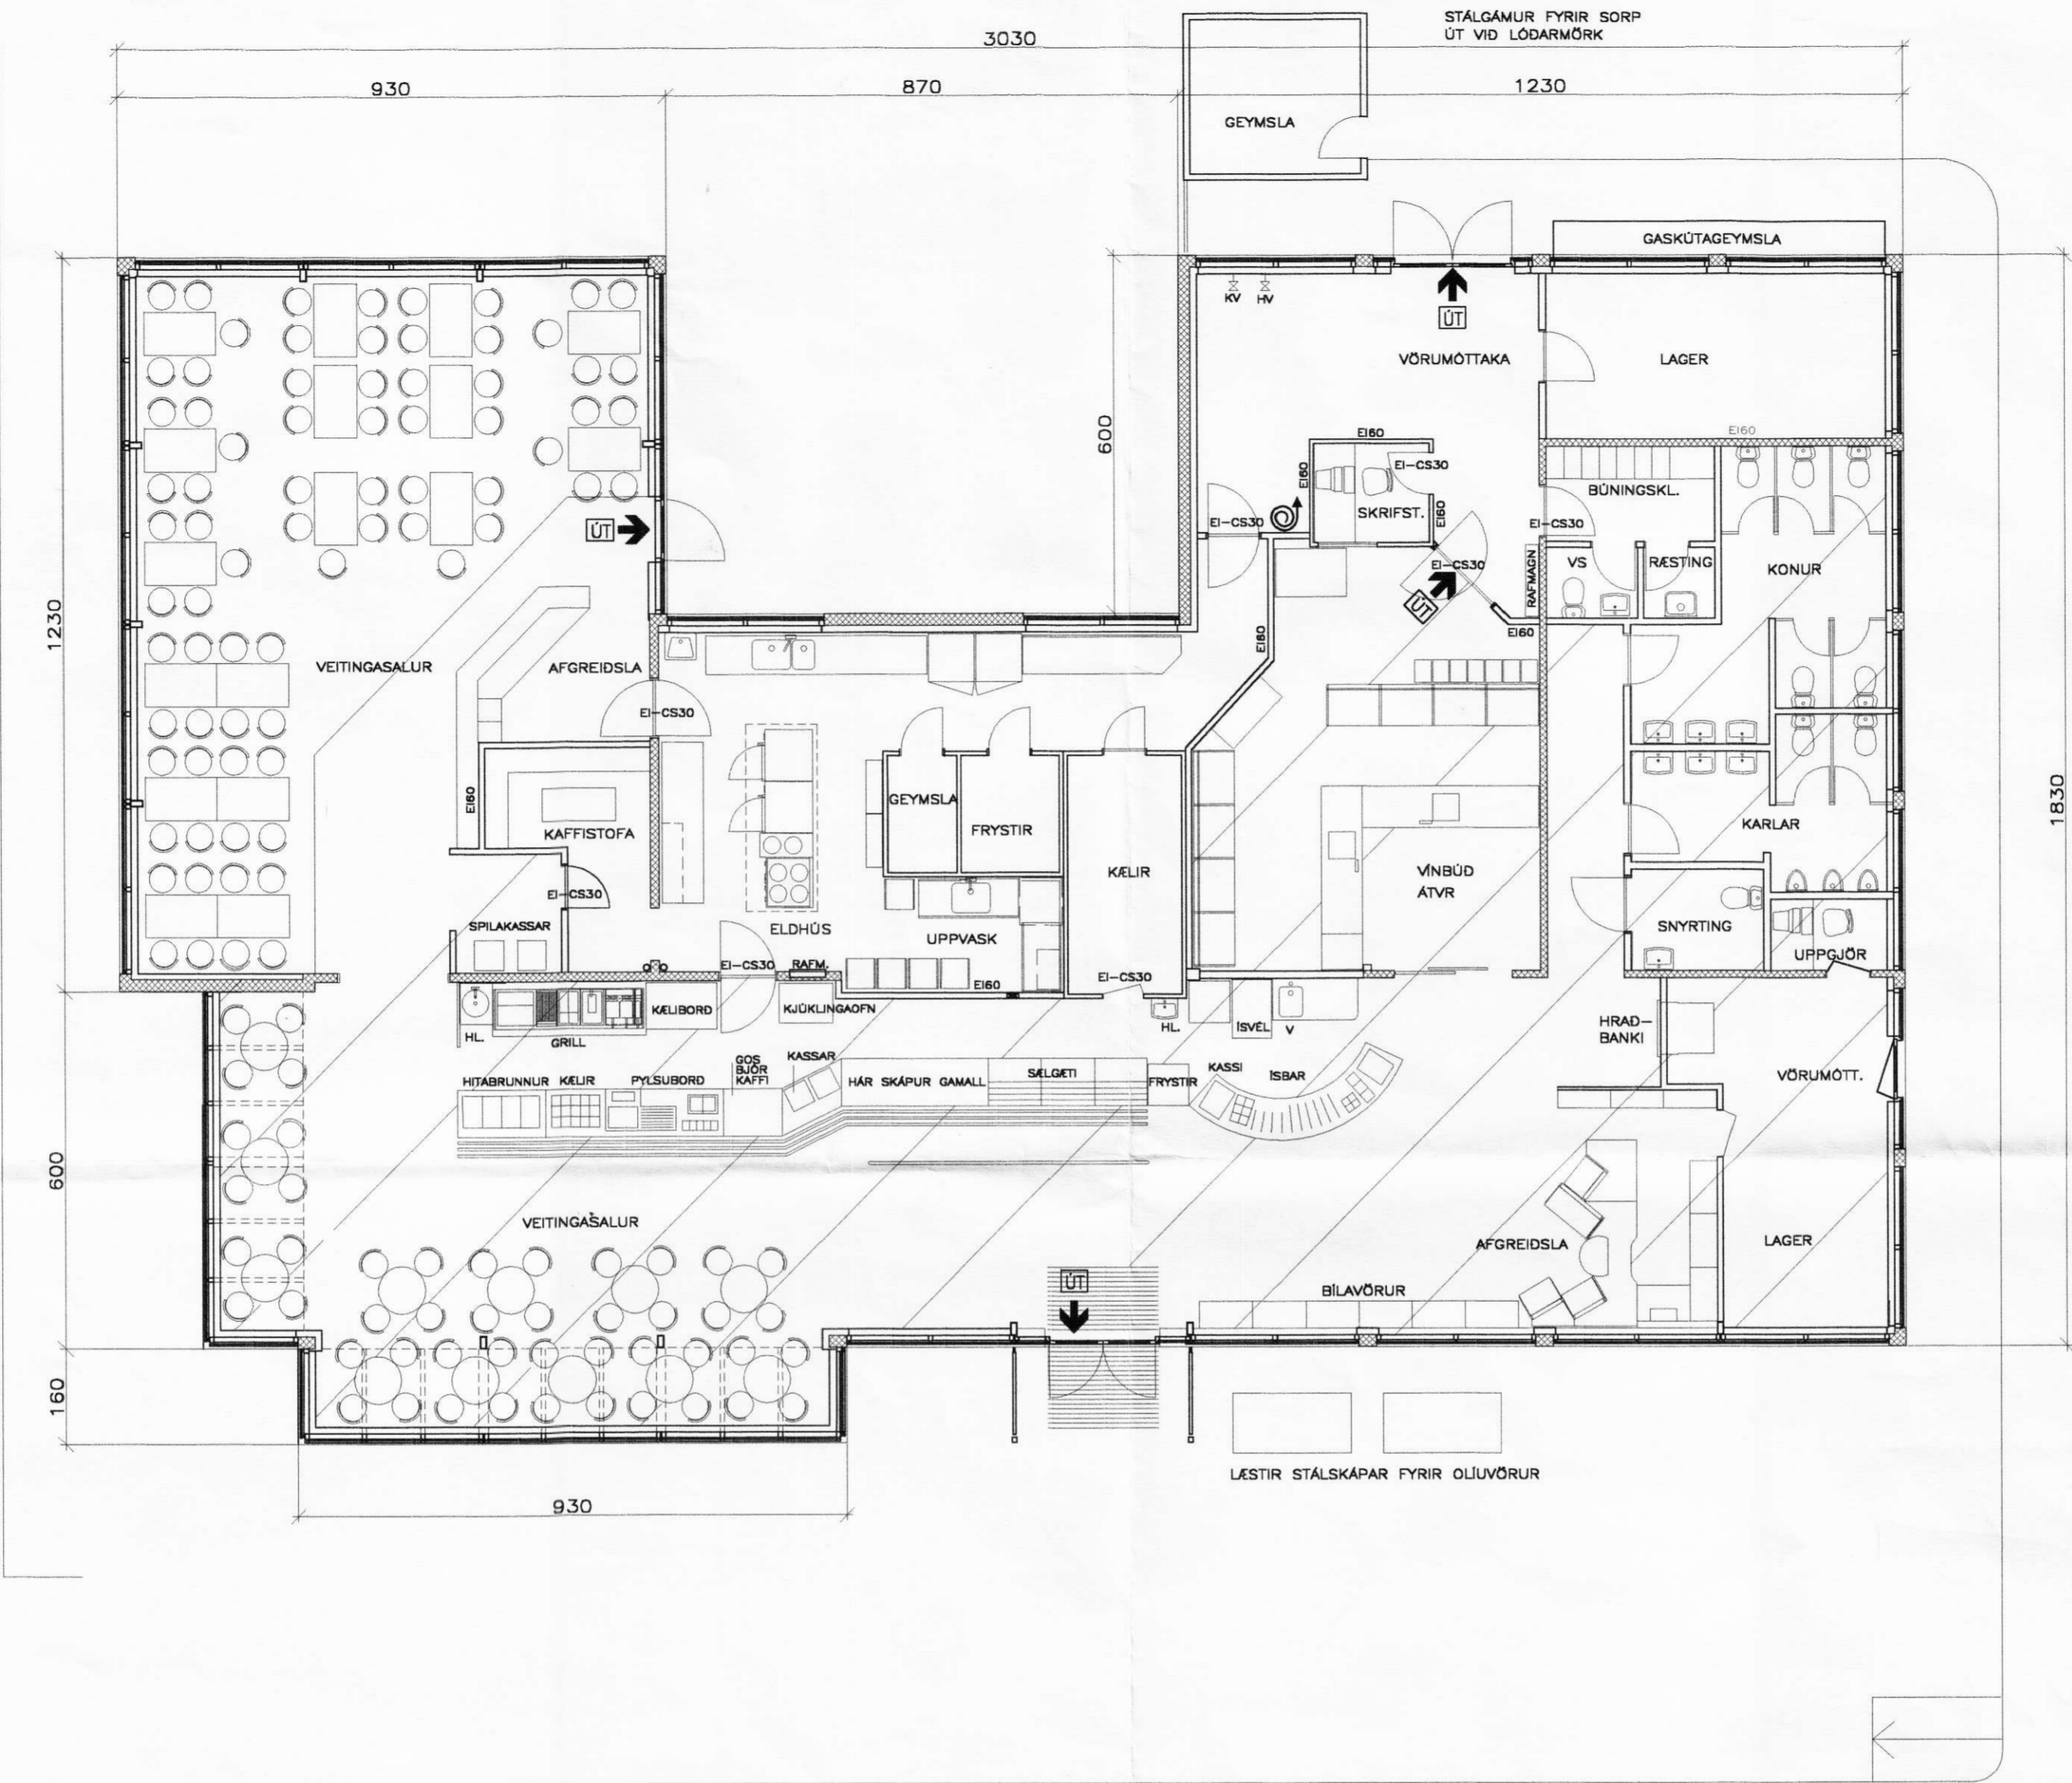 STÁLGÁMUR FYRIR SORP
ÚT VIÐ LÓÐARMÖRK
3030
930
870
1230
GEYMSLA
GASKÚTAGEYMSLA
KV
HV
ÚT
VÖRUMÓTTAKA
LAGER
600
EI60
EI60
EI60
EI-CS30
EI60
SKRIFST.
EI-CS30
BÚNINGSKL.
EI-CS30
ÚT
EI-CS30
ÚT
RAFMAGN
VS
RÆSTING
KONUR
1230
EI60
EI60
VEITINGASALUR
AFGREIÐSLA
EI-CS30
1830
EI60
KAFFISTOFA
GEYMSLA
FRYSTIR
KARLAR
KÆLIR
VÍNBÚÐ
ÁTVR
EI-CS30
SPILAKASSAR
ELDHÚS
UPPVASK
SNYRTING
UPPGJÖR
EI-CS30
RAFM.
EI60
EI-CS30
KÆLIBORÐ
KJÚKLINGAOFN
HL.
GRILL
HL.
ÍSVÉL
V
HRAÐ-
BANKI
GOS
BJÓR
KAFFI
KASSAR
HITABRUNNUR
KÆLIR
PYLSUBORÐ
HÁR SKÁPUR GAMALL
SÆLGÆTI
FRYSTIR
KASSI
ÍSBAR
VÖRUMÓTT.
600
VEITINGASALUR
AFGREIÐSLA
LAGER
ÚT
BÍLAVÖRUR
160
LÆSTIR STÁLSKÁPAR FYRIR OLÍUVÖRUR
930